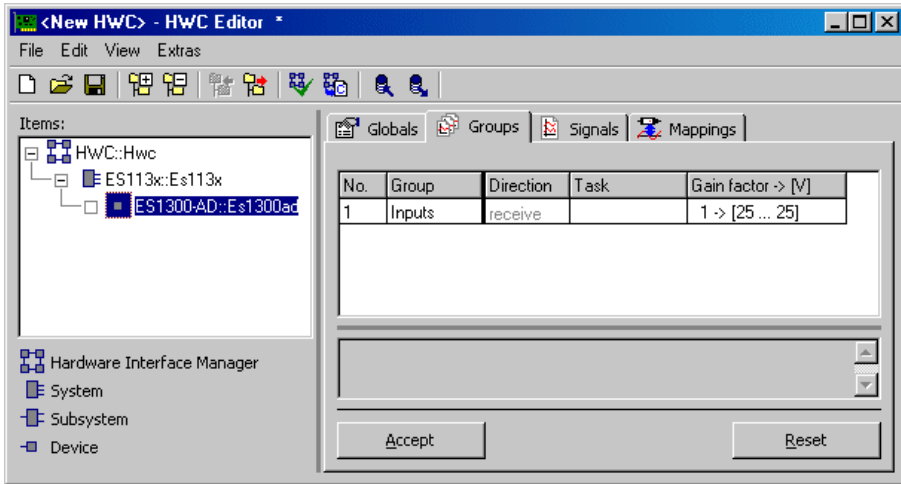 <New HWC> - HWC Editor *
File Edit View Extras
Items:
HWC::Hwc
ES113x::Es113x
ES1300-AD::Es1300ad
Hardware Interface Manager
System
Subsystem
Device
Globals Groups Signals Mappings
No. Group Direction Task Gain factor -> [V]
1 Inputs receive 1 -> [25 ... 25]
Accept Reset